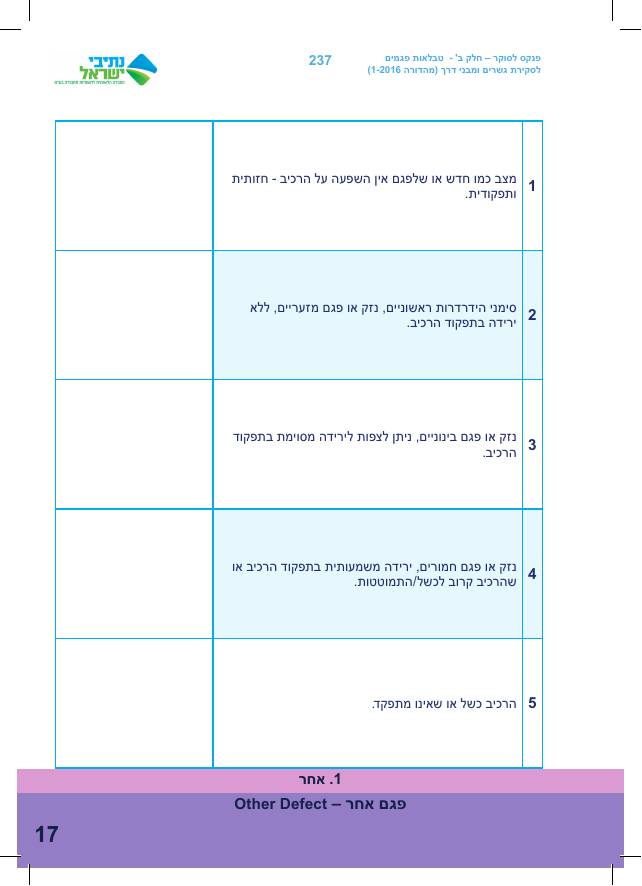 פנקס לסוקר – חלק ב' - טבלאות פגמים
לסקירת גשרים ומבני דרך (מהדורה 1-2016)
237
נתיבי
ישראל
1
מצב כמו חדש או שלפגם אין השפעה על הרכיב - חזותית
ותפקודית.
2
סימני הידרדרות ראשוניים, נזק או פגם מזעריים, ללא
ירידה בתפקוד הרכיב.
3
נזק או פגם בינוניים, ניתן לצפות לירידה מסוימת בתפקוד
הרכיב.
4
נזק או פגם חמורים, ירידה משמעותית בתפקוד הרכיב או
שהרכיב קרוב לכשל/התמוטטות.
5
הרכיב כשל או שאינו מתפקד.
1. אחר
פגם אחר – Other Defect
17